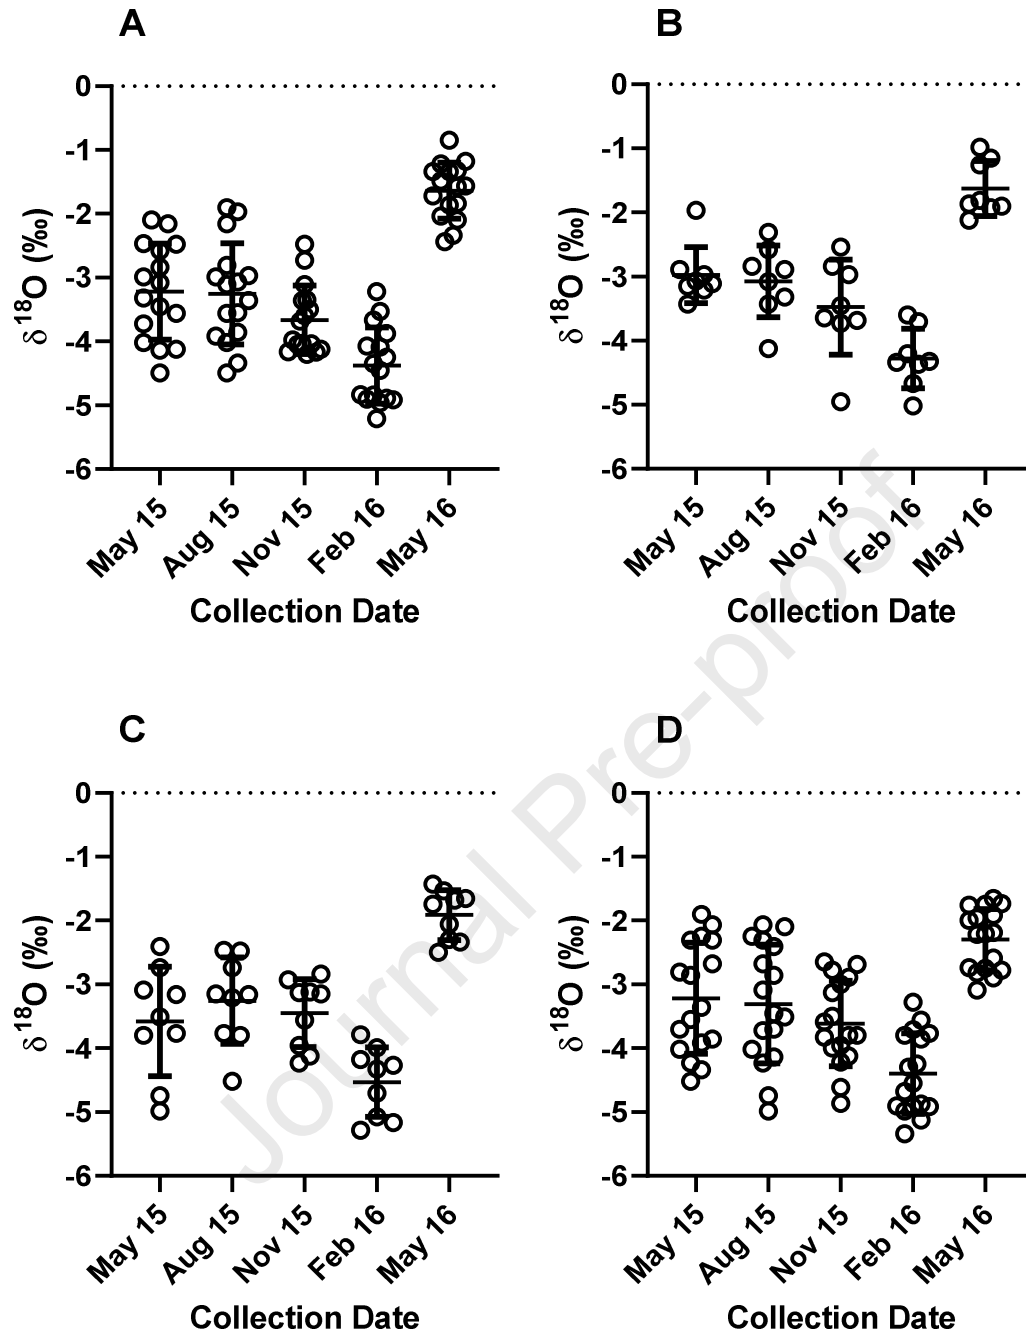 A
0
-1
-2
-3
-4
-5
-6
δ ¹⁸O (‰)
May 15
Aug 15
Nov 15
Feb 16
May 16
Collection Date
B
0
-1
-2
-3
-4
-5
-6
δ ¹⁸O (‰)
May 15
Aug 15
Nov 15
Feb 16
May 16
Collection Date
C
0
-1
-2
-3
-4
-5
-6
δ ¹⁸O (‰)
May 15
Aug 15
Nov 15
Feb 16
May 16
Collection Date
D
0
-1
-2
-3
-4
-5
-6
δ ¹⁸O (‰)
May 15
Aug 15
Nov 15
Feb 16
May 16
Collection Date
Journal Pre-proof